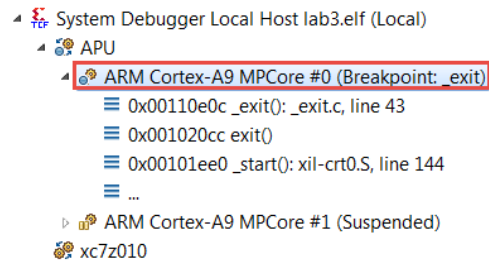 TCF System Debugger Local Host lab3.elf (Local)
APU
ARM Cortex-A9 MPCore #0 (Breakpoint: _exit)
0x00110e0c _exit(): _exit.c, line 43
0x001020cc exit()
0x00101ee0 _start(): xil-crt0.S, line 144
...
ARM Cortex-A9 MPCore #1 (Suspended)
xc7z010